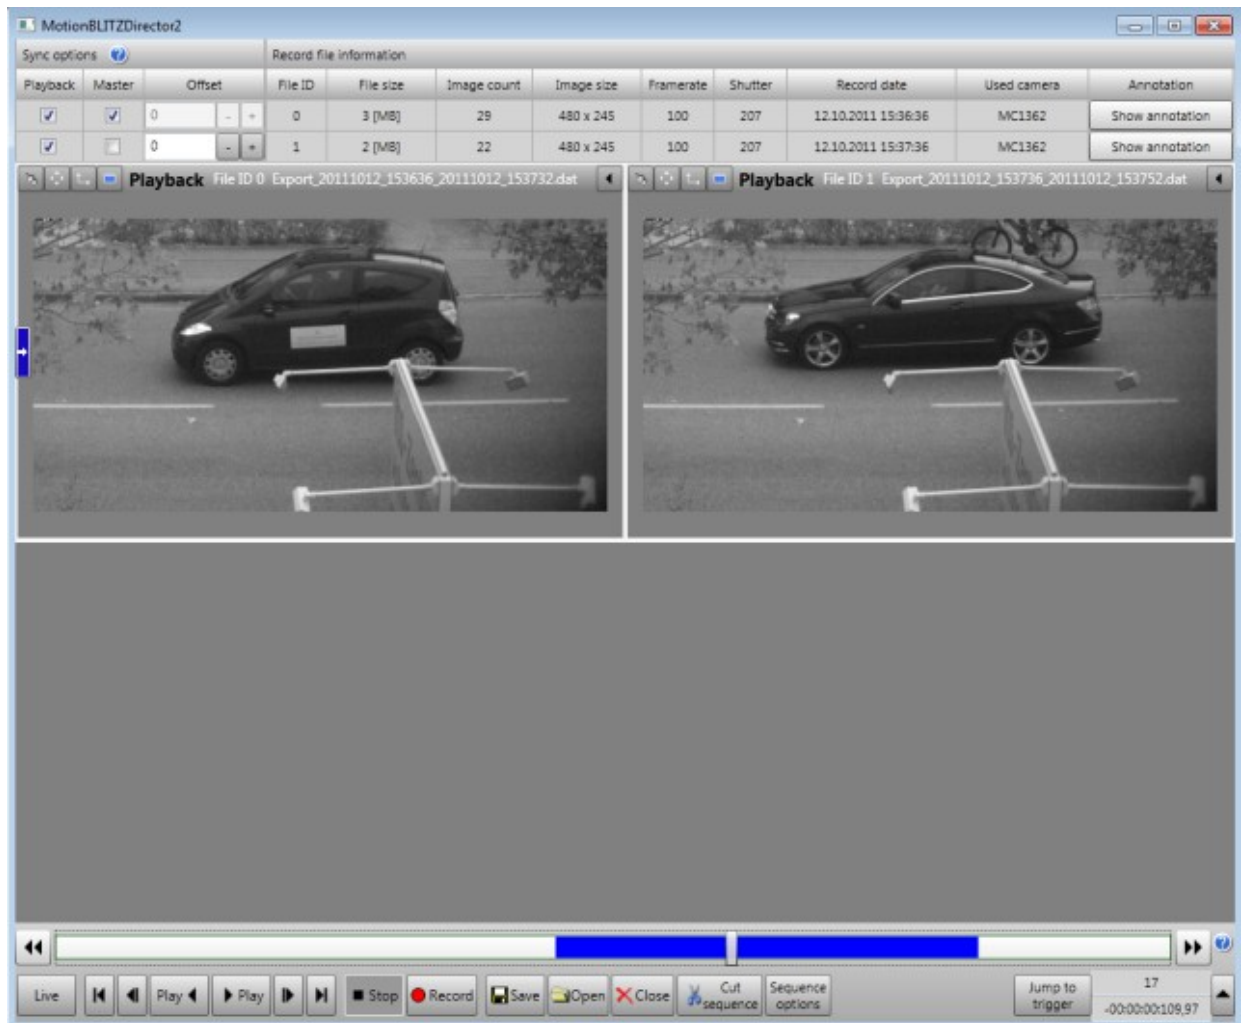 MotionBLITZDirector2
Sync options Record file information
Playback Master Offset File ID File size Image count Image size Framerate Shutter Record date Used camera Annotation
0 - + 0 3 [MB] 29 480 x 245 100 207 12.10.2011 15:36:36 MC1362 Show annotation
0 - + 1 2 [MB] 22 480 x 245 100 207 12.10.2011 15:37:36 MC1362 Show annotation
Playback File ID 0 Export_20111012_153636_20111012_153732.dat
Playback File ID 1 Export_20111012_153736_20111012_153752.dat
Live Play Play Stop Record Save Open Close Cut sequence Sequence options Jump to trigger 17
-00:00:00:109,97